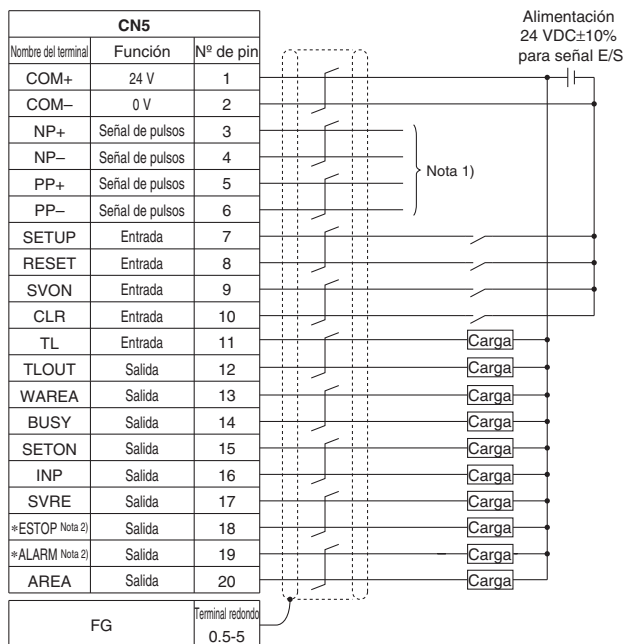 CN5
Alimentación
24 VDC±10%
para señal E/S
Nombre del terminal Función Nº de pin
COM+ 24 V 1
COM– 0 V 2
NP+ Señal de pulsos 3
NP– Señal de pulsos 4
Nota 1)
PP+ Señal de pulsos 5
PP– Señal de pulsos 6
SETUP Entrada 7
RESET Entrada 8
SVON Entrada 9
CLR Entrada 10
TL Entrada 11 Carga
TLOUT Salida 12 Carga
WAREA Salida 13 Carga
BUSY Salida 14 Carga
SETON Salida 15 Carga
INP Salida 16 Carga
SVRE Salida 17 Carga
*ESTOP Nota 2) Salida 18 Carga
*ALARM Nota 2) Salida 19 Carga
AREA Salida 20 Carga
FG Terminal redondo
0.5-5